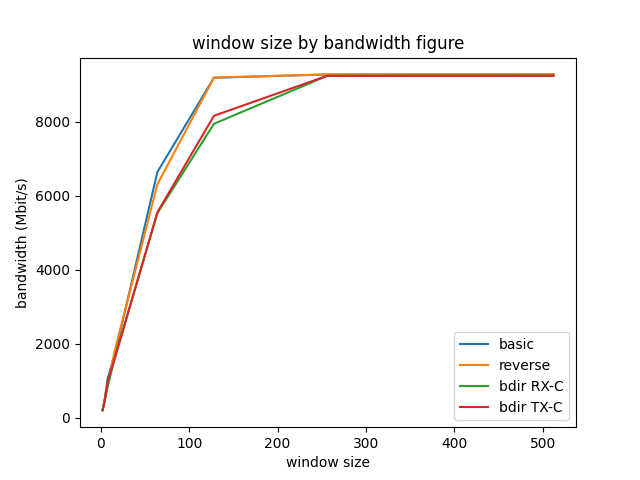 window size by bandwidth figure
bandwidth (Mbit/s)
8000
6000
4000
2000
0
0 100 200 300 400 500
window size
basic
reverse
bdir RX-C
bdir TX-C